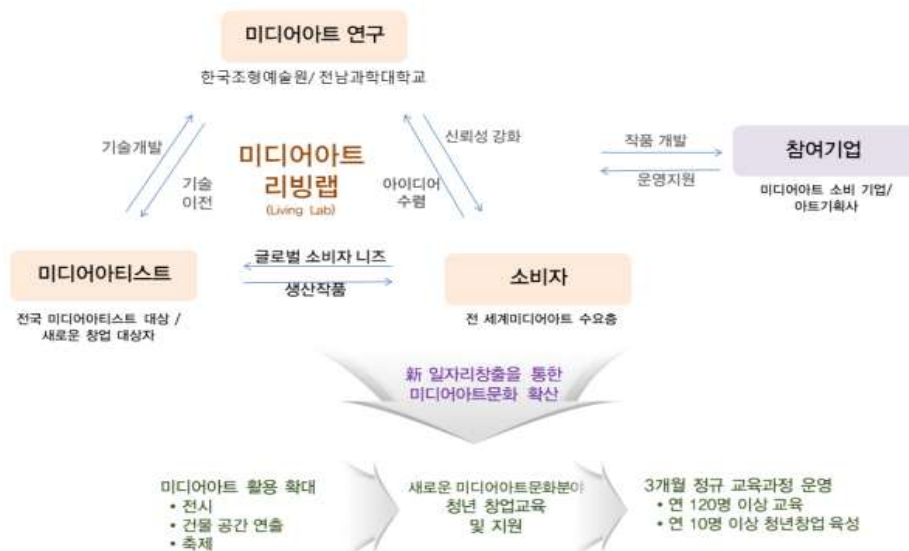 미디어아트 연구
한국조형예술원/ 전남과학대학교
기술개발
기술
이전
미디어아트
리빙랩
(Living Lab)
신뢰성 강화
아이디어
수렴
작품 개발
운영지원
참여기업
미디어아트 소비 기업/
아트기획사
미디어아티스트
전국 미디어아티스트 대상 /
새로운 창업 대상자
글로벌 소비자 니즈
생산작품
소비자
전 세계미디어아트 수요층
新 일자리창출을 통한
미디어아트문화 확산
미디어아트 활용 확대
• 전시
• 건물 공간 연출
• 축제
새로운 미디어아트문화분야
청년 창업교육
및 지원
3개월 정규 교육과정 운영
• 연 120명 이상 교육
• 연 10명 이상 청년창업 육성